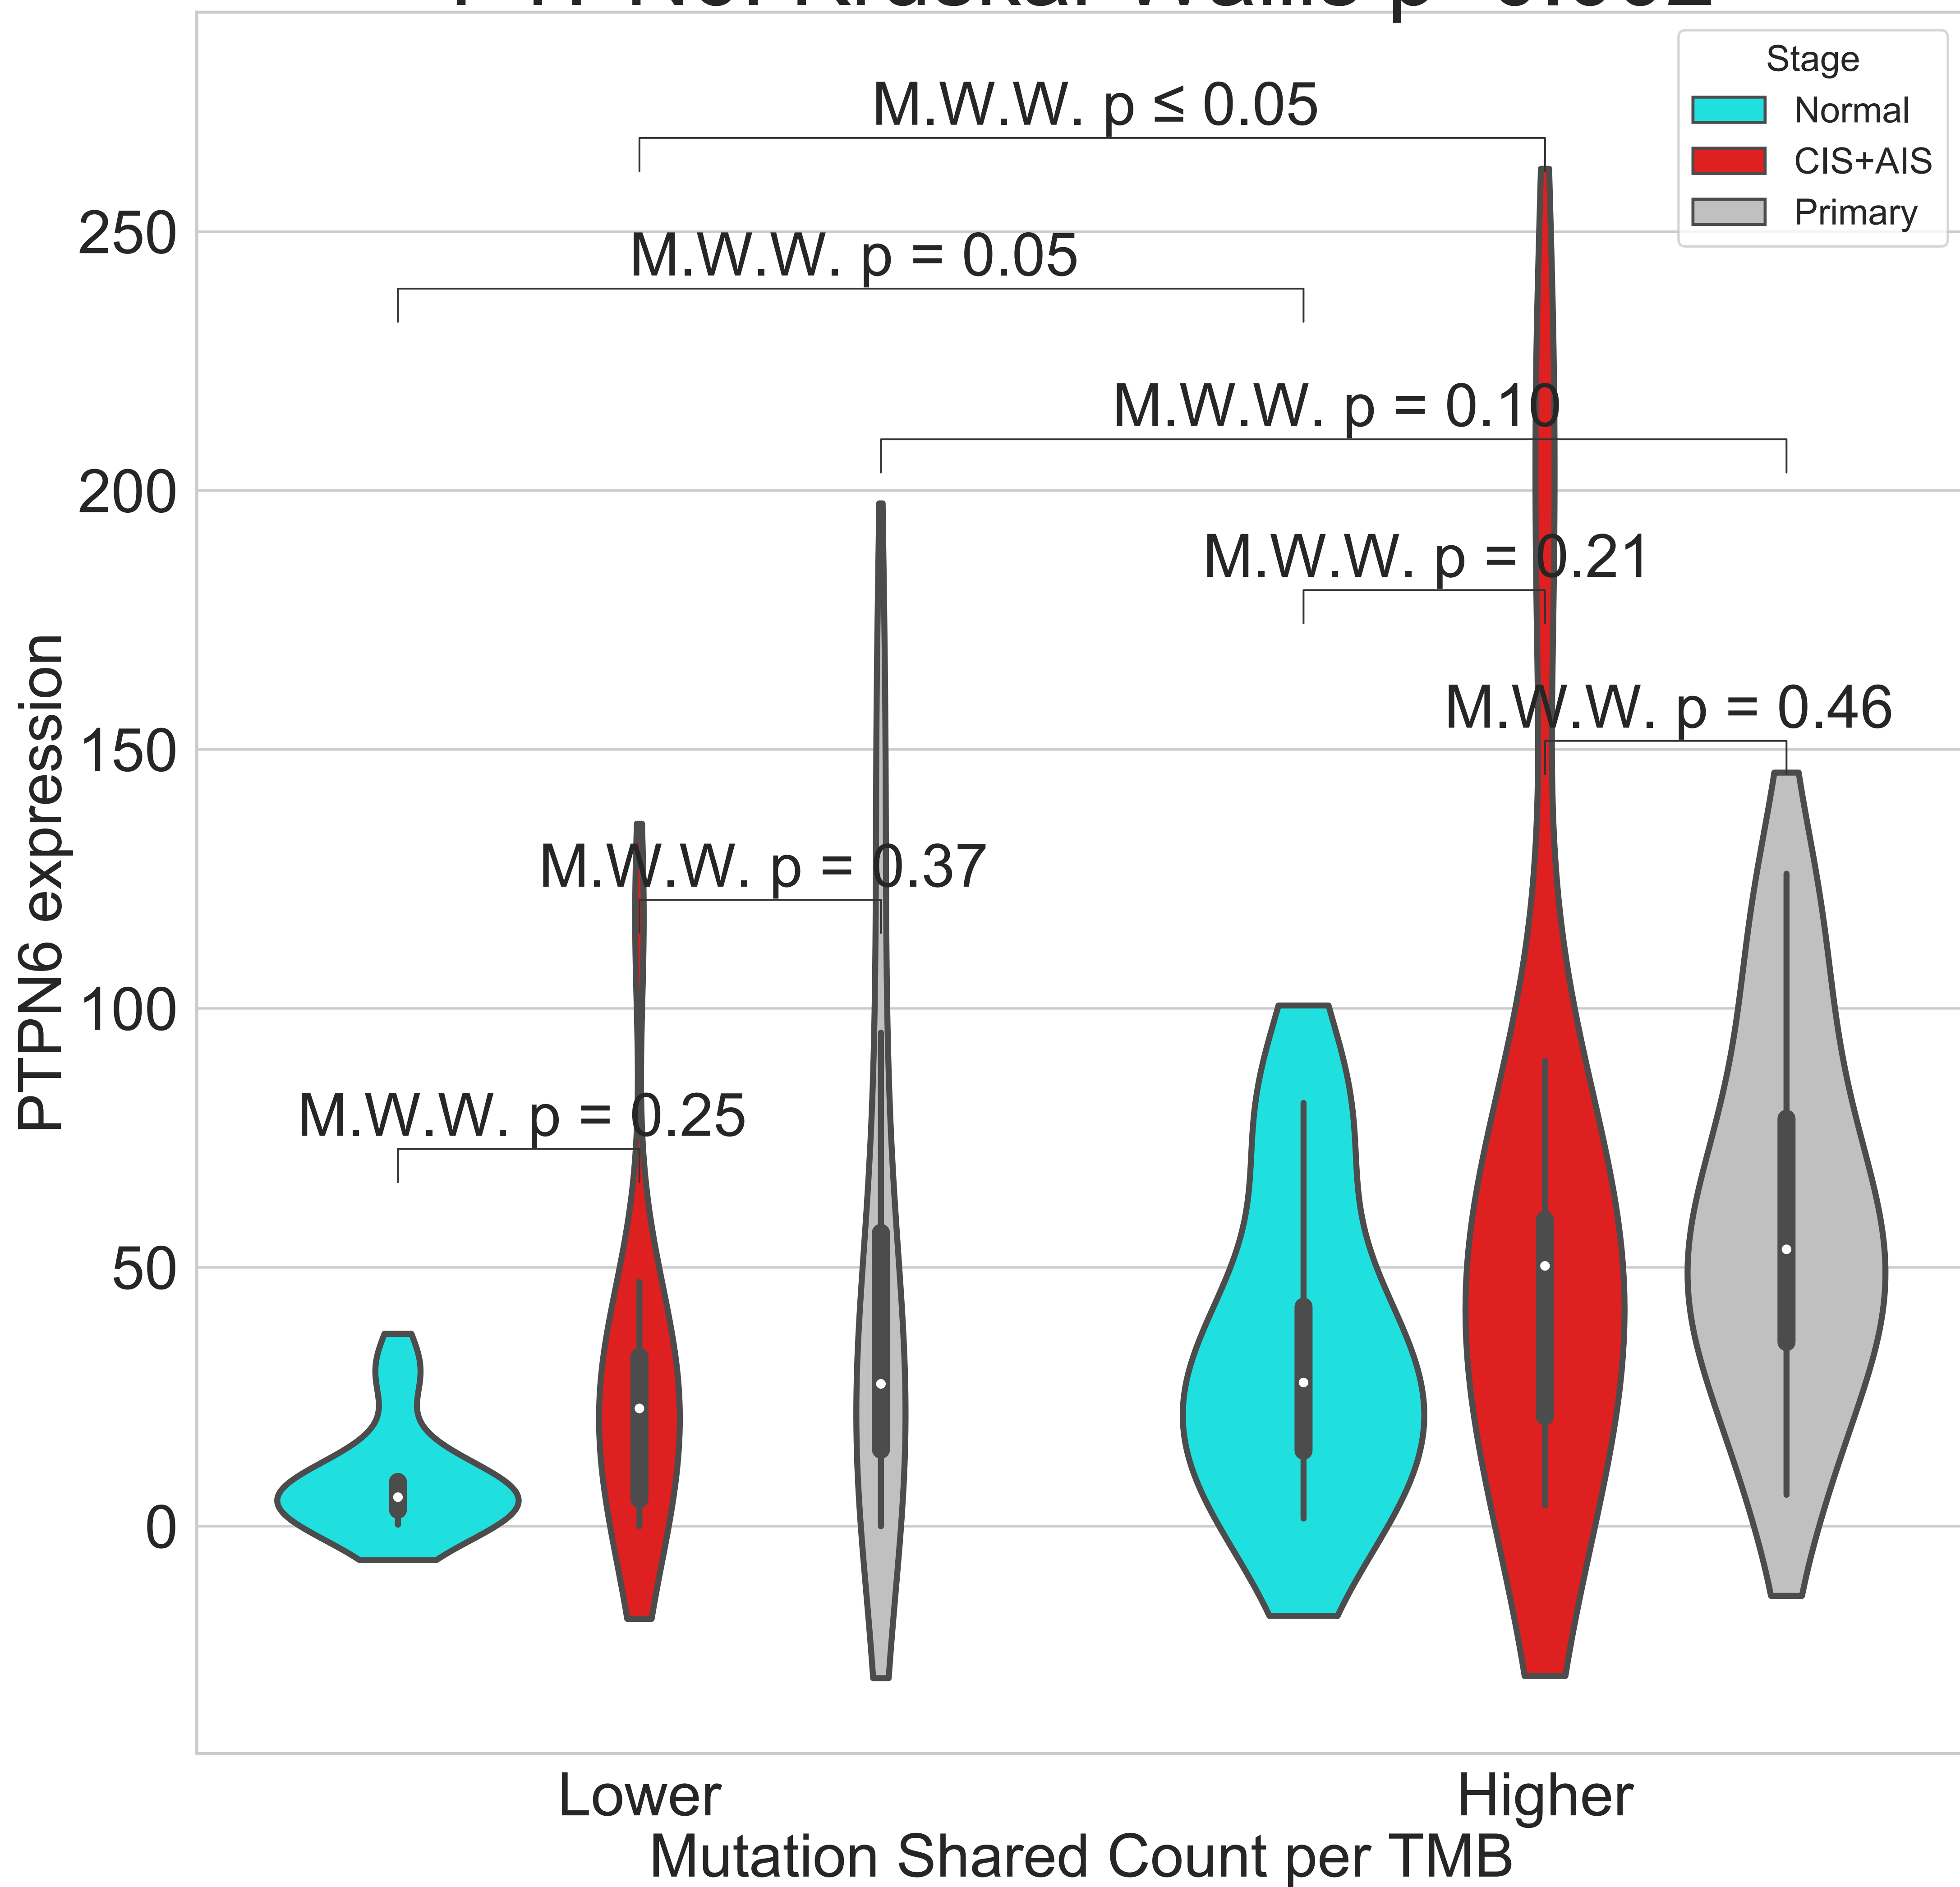 Stage
Normal
CIS+AIS
Primary
M.W.W. p ≤ 0.05
M.W.W. p = 0.05
M.W.W. p = 0.10
M.W.W. p = 0.21
M.W.W. p = 0.46
M.W.W. p = 0.37
M.W.W. p = 0.25
250
200
150
100
50
0
PTPN6 expression
Lower
Higher
Mutation Shared Count per TMB